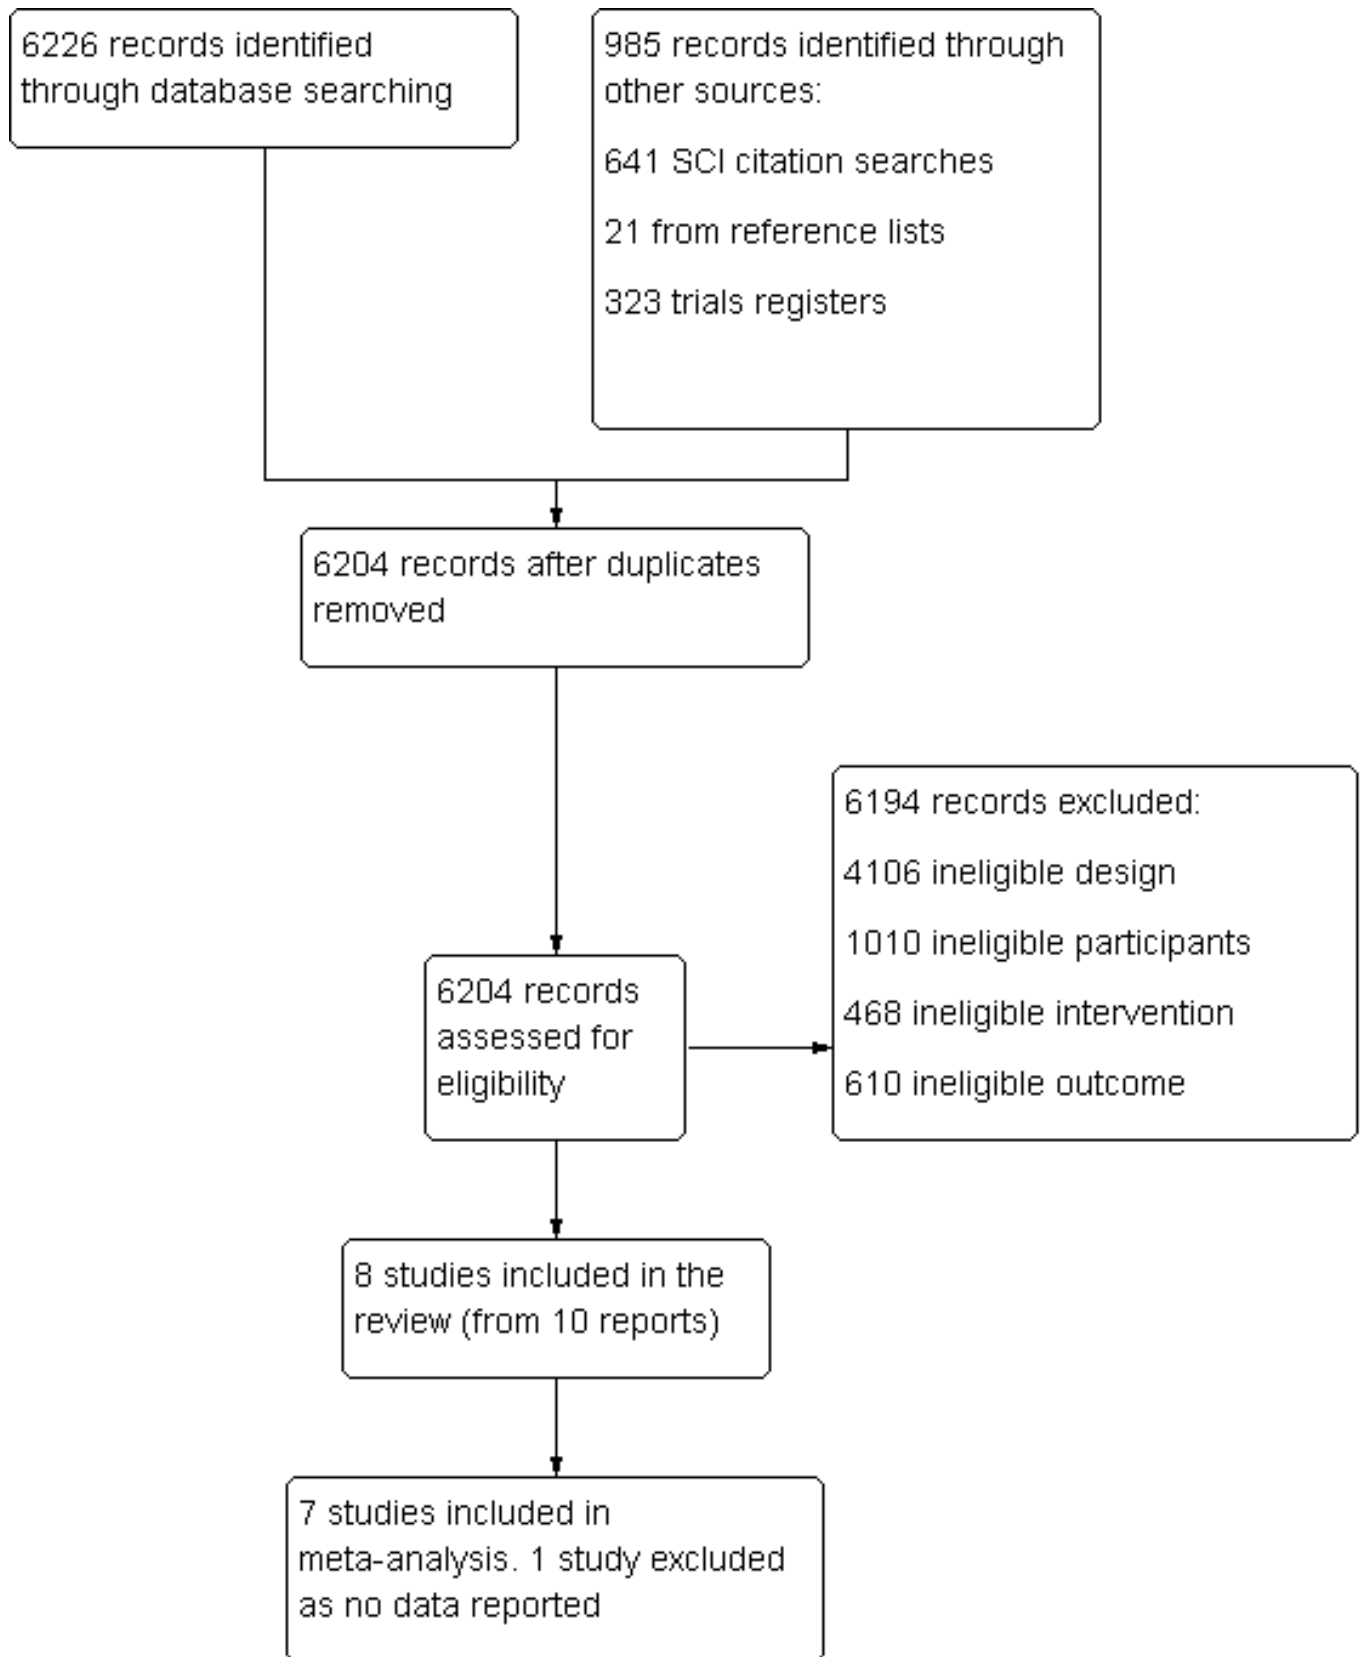 6226 records identified
through database searching
985 records identified through
other sources:
641 SCI citation searches
21 from reference lists
323 trials registers
6204 records after duplicates
removed
6194 records excluded:
4106 ineligible design
1010 ineligible participants
468 ineligible intervention
610 ineligible outcome
6204 records
assessed for
eligibility
8 studies included in the
review (from 10 reports)
7 studies included in
meta-analysis. 1 study excluded
as no data reported